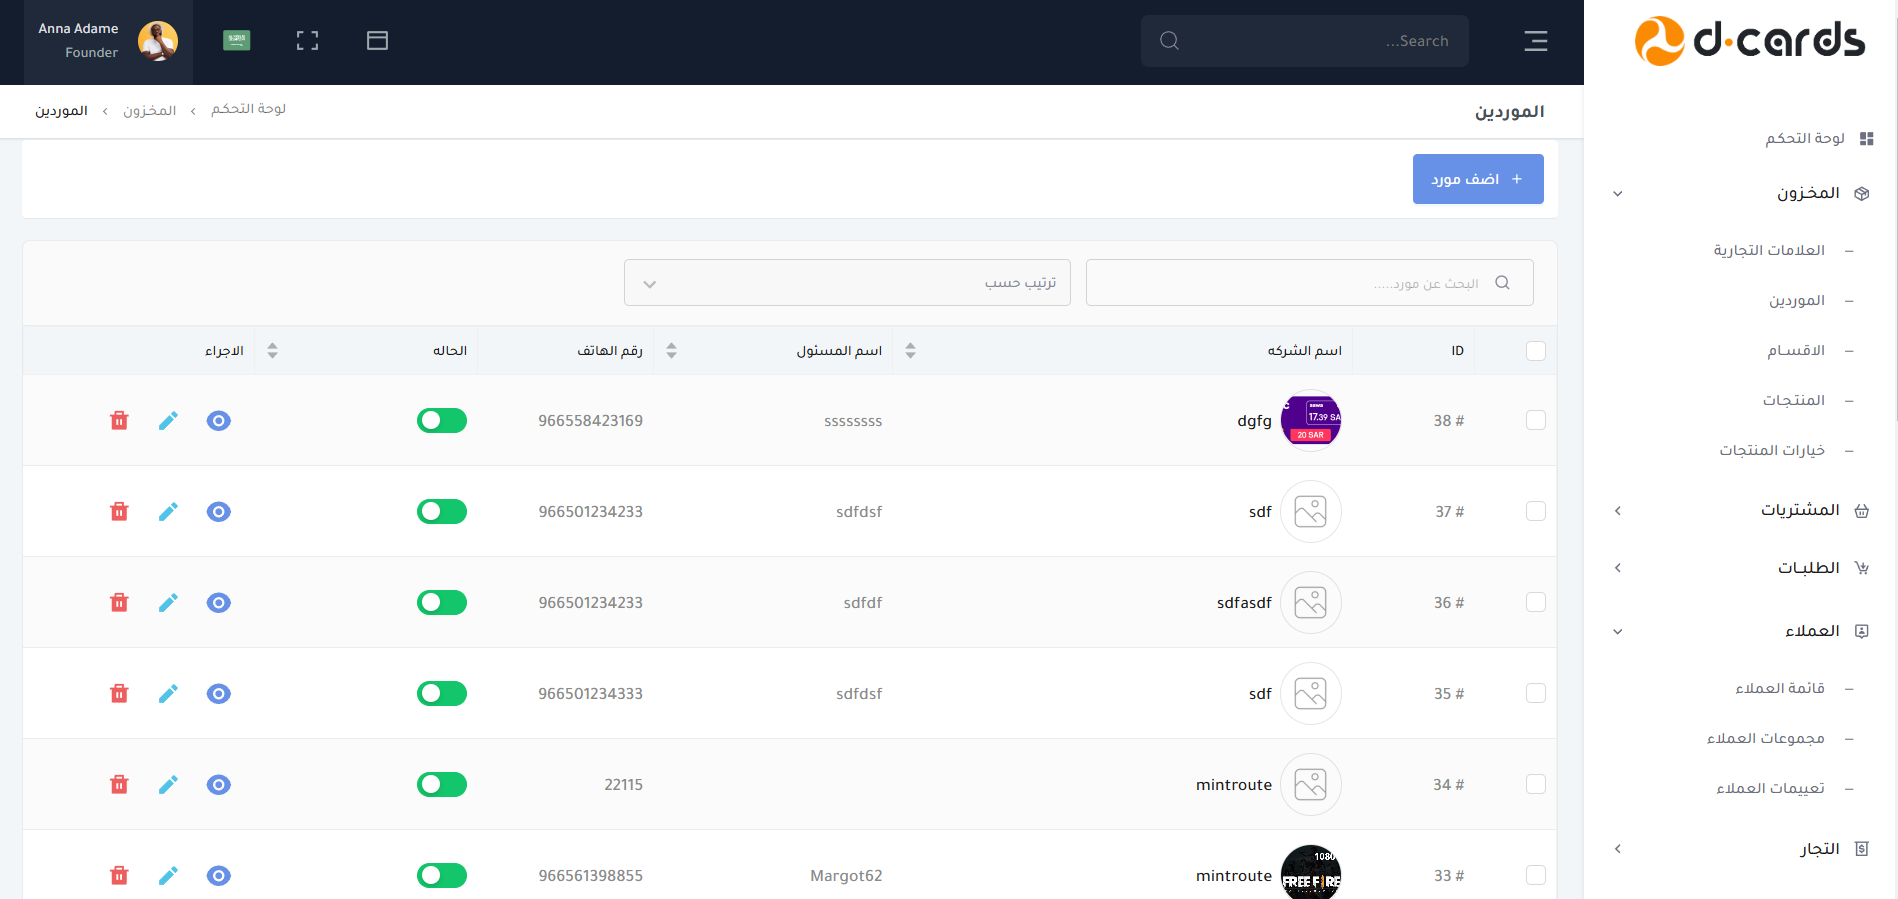 d·cards
Search...
Anna Adame
Founder
الموردين
لوحة التحكم › المخزون › الموردين
+ اضف مورد
البحث عن مورد.....
ترتيب حسب
ID اسم الشركه اسم المسئول رقم الهاتف الحاله الاجراء
sawa
17.39 SA
20 SAR
38 # dgfg ssssssss 966558423169
37 # sdf sdfdsf 966501234233
36 # sdfasdf sdfdf 966501234233
35 # sdf sdfdsf 966501234333
34 # mintroute 22115
1080
FREE FIRE
33 # mintroute Margot62 966561398855
لوحة التحكم
المخزون
– العلامات التجارية
– الموردين
– الاقسام
– المنتجات
– خيارات المنتجات
المشتريات
الطلبات
العملاء
– قائمة العملاء
– مجموعات العملاء
– تعييمات العملاء
التجار